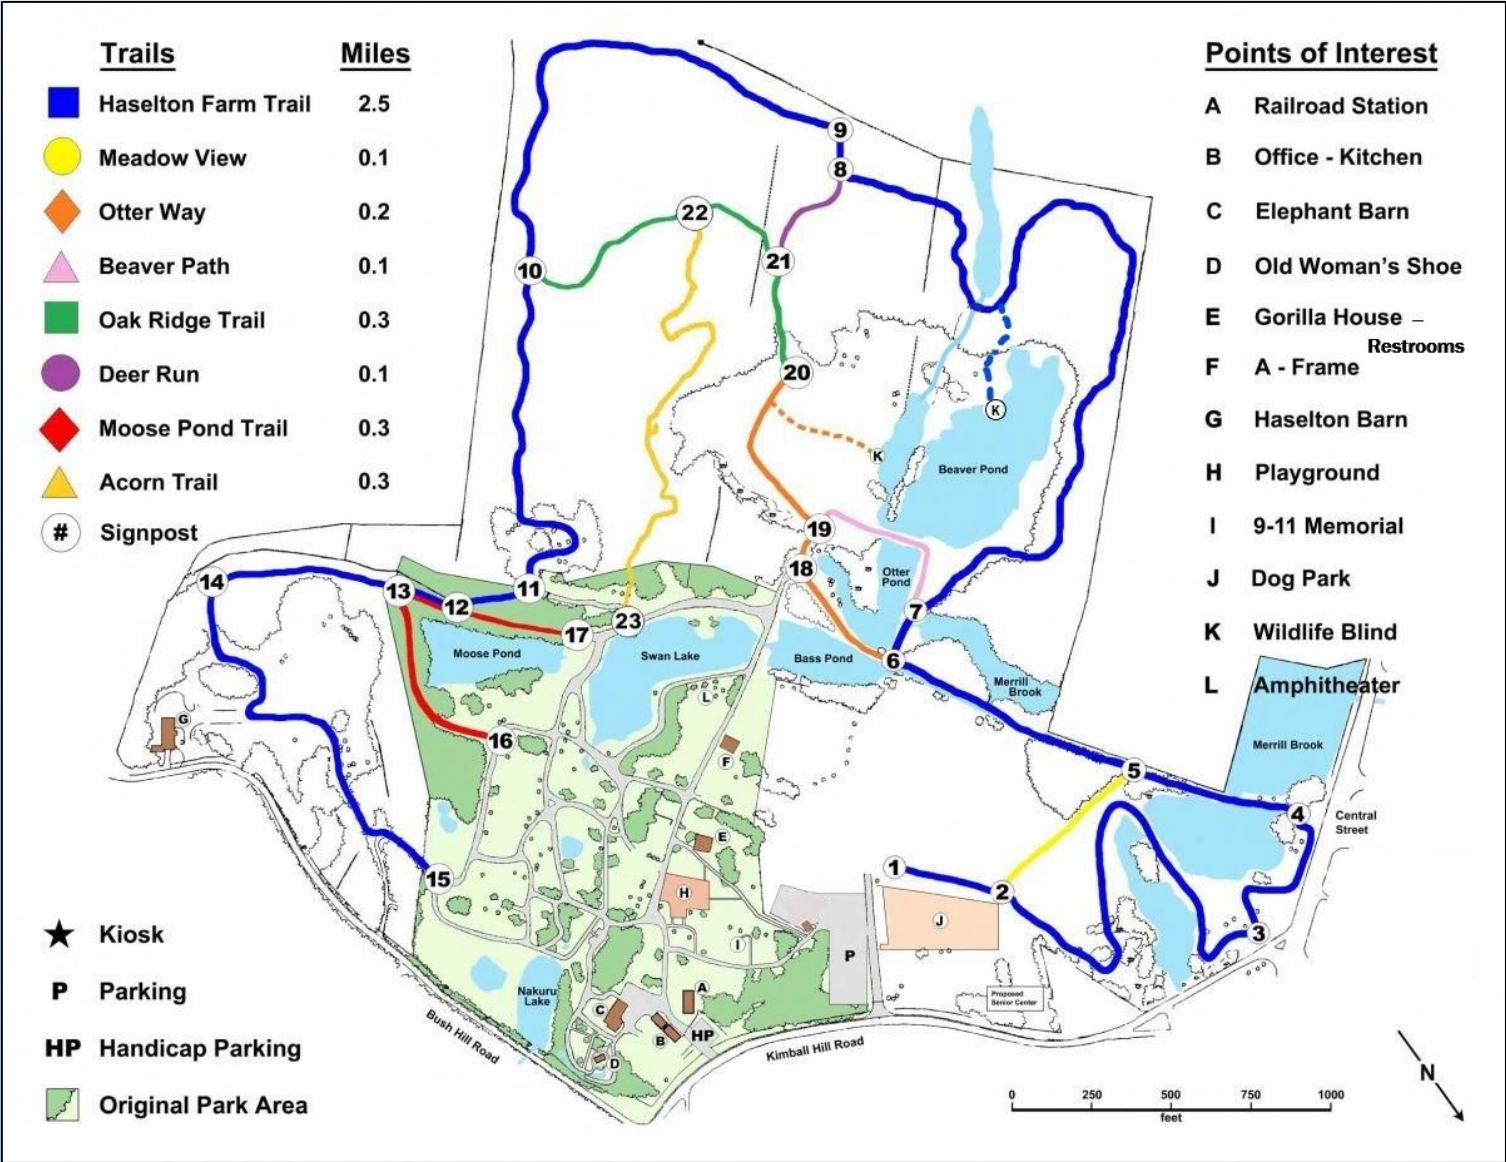 Trails Miles
Haselton Farm Trail 2.5
Meadow View 0.1
Otter Way 0.2
Beaver Path 0.1
Oak Ridge Trail 0.3
Deer Run 0.1
Moose Pond Trail 0.3
Acorn Trail 0.3
# Signpost
Points of Interest
A Railroad Station
B Office - Kitchen
C Elephant Barn
D Old Woman's Shoe
E Gorilla House –
Restrooms
F A - Frame
G Haselton Barn
H Playground
I 9-11 Memorial
J Dog Park
K Wildlife Blind
L Amphitheater
9
8
22
21
10
20
K
K
Beaver Pond
19
18
Otter
Pond
14
13
12
11
17
23
7
Moose Pond
Swan Lake
Bass Pond
6
Merrill
Brook
L
G
16
F
5
Merrill Brook
4
Central
Street
E
1
2
15
H
J
3
I
P
Nakuru
Lake
A
C
B
HP
D
Proposed
Senior Center
Bush Hill Road
Kimball Hill Road
Kiosk
P Parking
HP Handicap Parking
Original Park Area
N
0 250 500 750 1000
feet